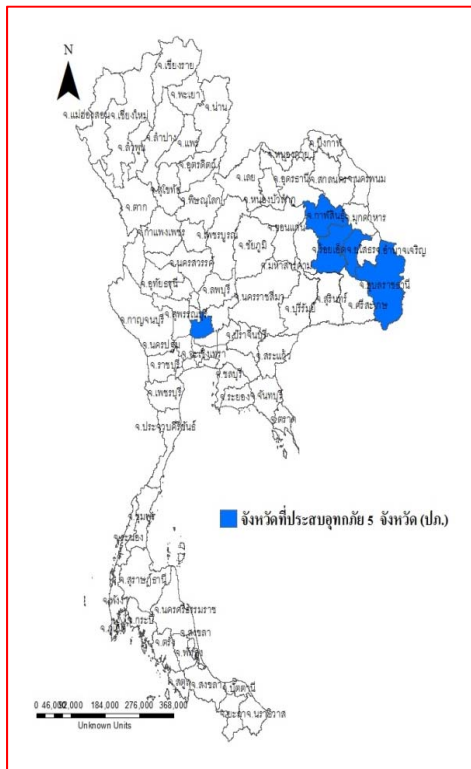 N
จ.เชียงราย
จ.พะเยา
จ.น่าน
จ.แม่ฮ่องสอน
จ.เชียงใหม่
จ.ลำปาง
จ.แพร่
จ.ลำพูน
จ.อุตรดิตถ์
จ.สุโขทัย
จ.ตาก
จ.พิษณุโลก
จ.เลย
จ.หนองคาย
จ.บึงกาฬ
จ.อุดรธานี
จ.สกลนคร
จ.นครพนม
จ.หนองบัวลำภู
จ.กาฬสินธุ์
จ.มุกดาหาร
จ.ขอนแก่น
จ.กำแพงเพชร
จ.เพชรบูรณ์
จ.ชัยภูมิ
จ.มหาสารคาม
จ.ร้อยเอ็ด
จ.ยโสธร
จ.อำนาจเจริญ
จ.นครสวรรค์
จ.อุทัยธานี
จ.ลพบุรี
จ.นครราชสีมา
จ.บุรีรัมย์
จ.สุรินทร์
จ.ศรีสะเกษ
จ.อุบลราชธานี
จ.กาญจนบุรี
จ.สุพรรณบุรี
จ.ปราจีนบุรี
จ.นครปฐม
จ.ฉะเชิงเทรา
จ.สระแก้ว
จ.ราชบุรี
จ.ชลบุรี
จ.เพชรบุรี
จ.ระยอง
จ.จันทบุรี
จ.ตราด
จ.ประจวบคีรีขันธ์
จ.ชุมพร
จ.ระนอง
จังหวัดที่ประสบอุทกภัย 5 จังหวัด (ปภ.)
จ.สุราษฎร์ธานี
จ.พังงา
จ.นครศรีธรรมราช
จ.กระบี่
จ.สงขลา
จ.ตรัง
จ.พัทลุง
จ.สตูล
จ.สงขลา
จ.ปัตตานี
จ.ยะลา
จ.นราธิวาส
0 46,000 92,000 184,000 276,000 368,000
Unknown Units